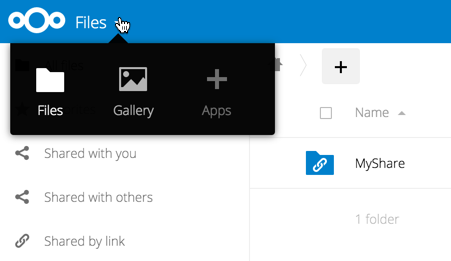 Files
Files Gallery Apps
+
Name
Shared with you
MyShare
Shared with others
1 folder
Shared by link